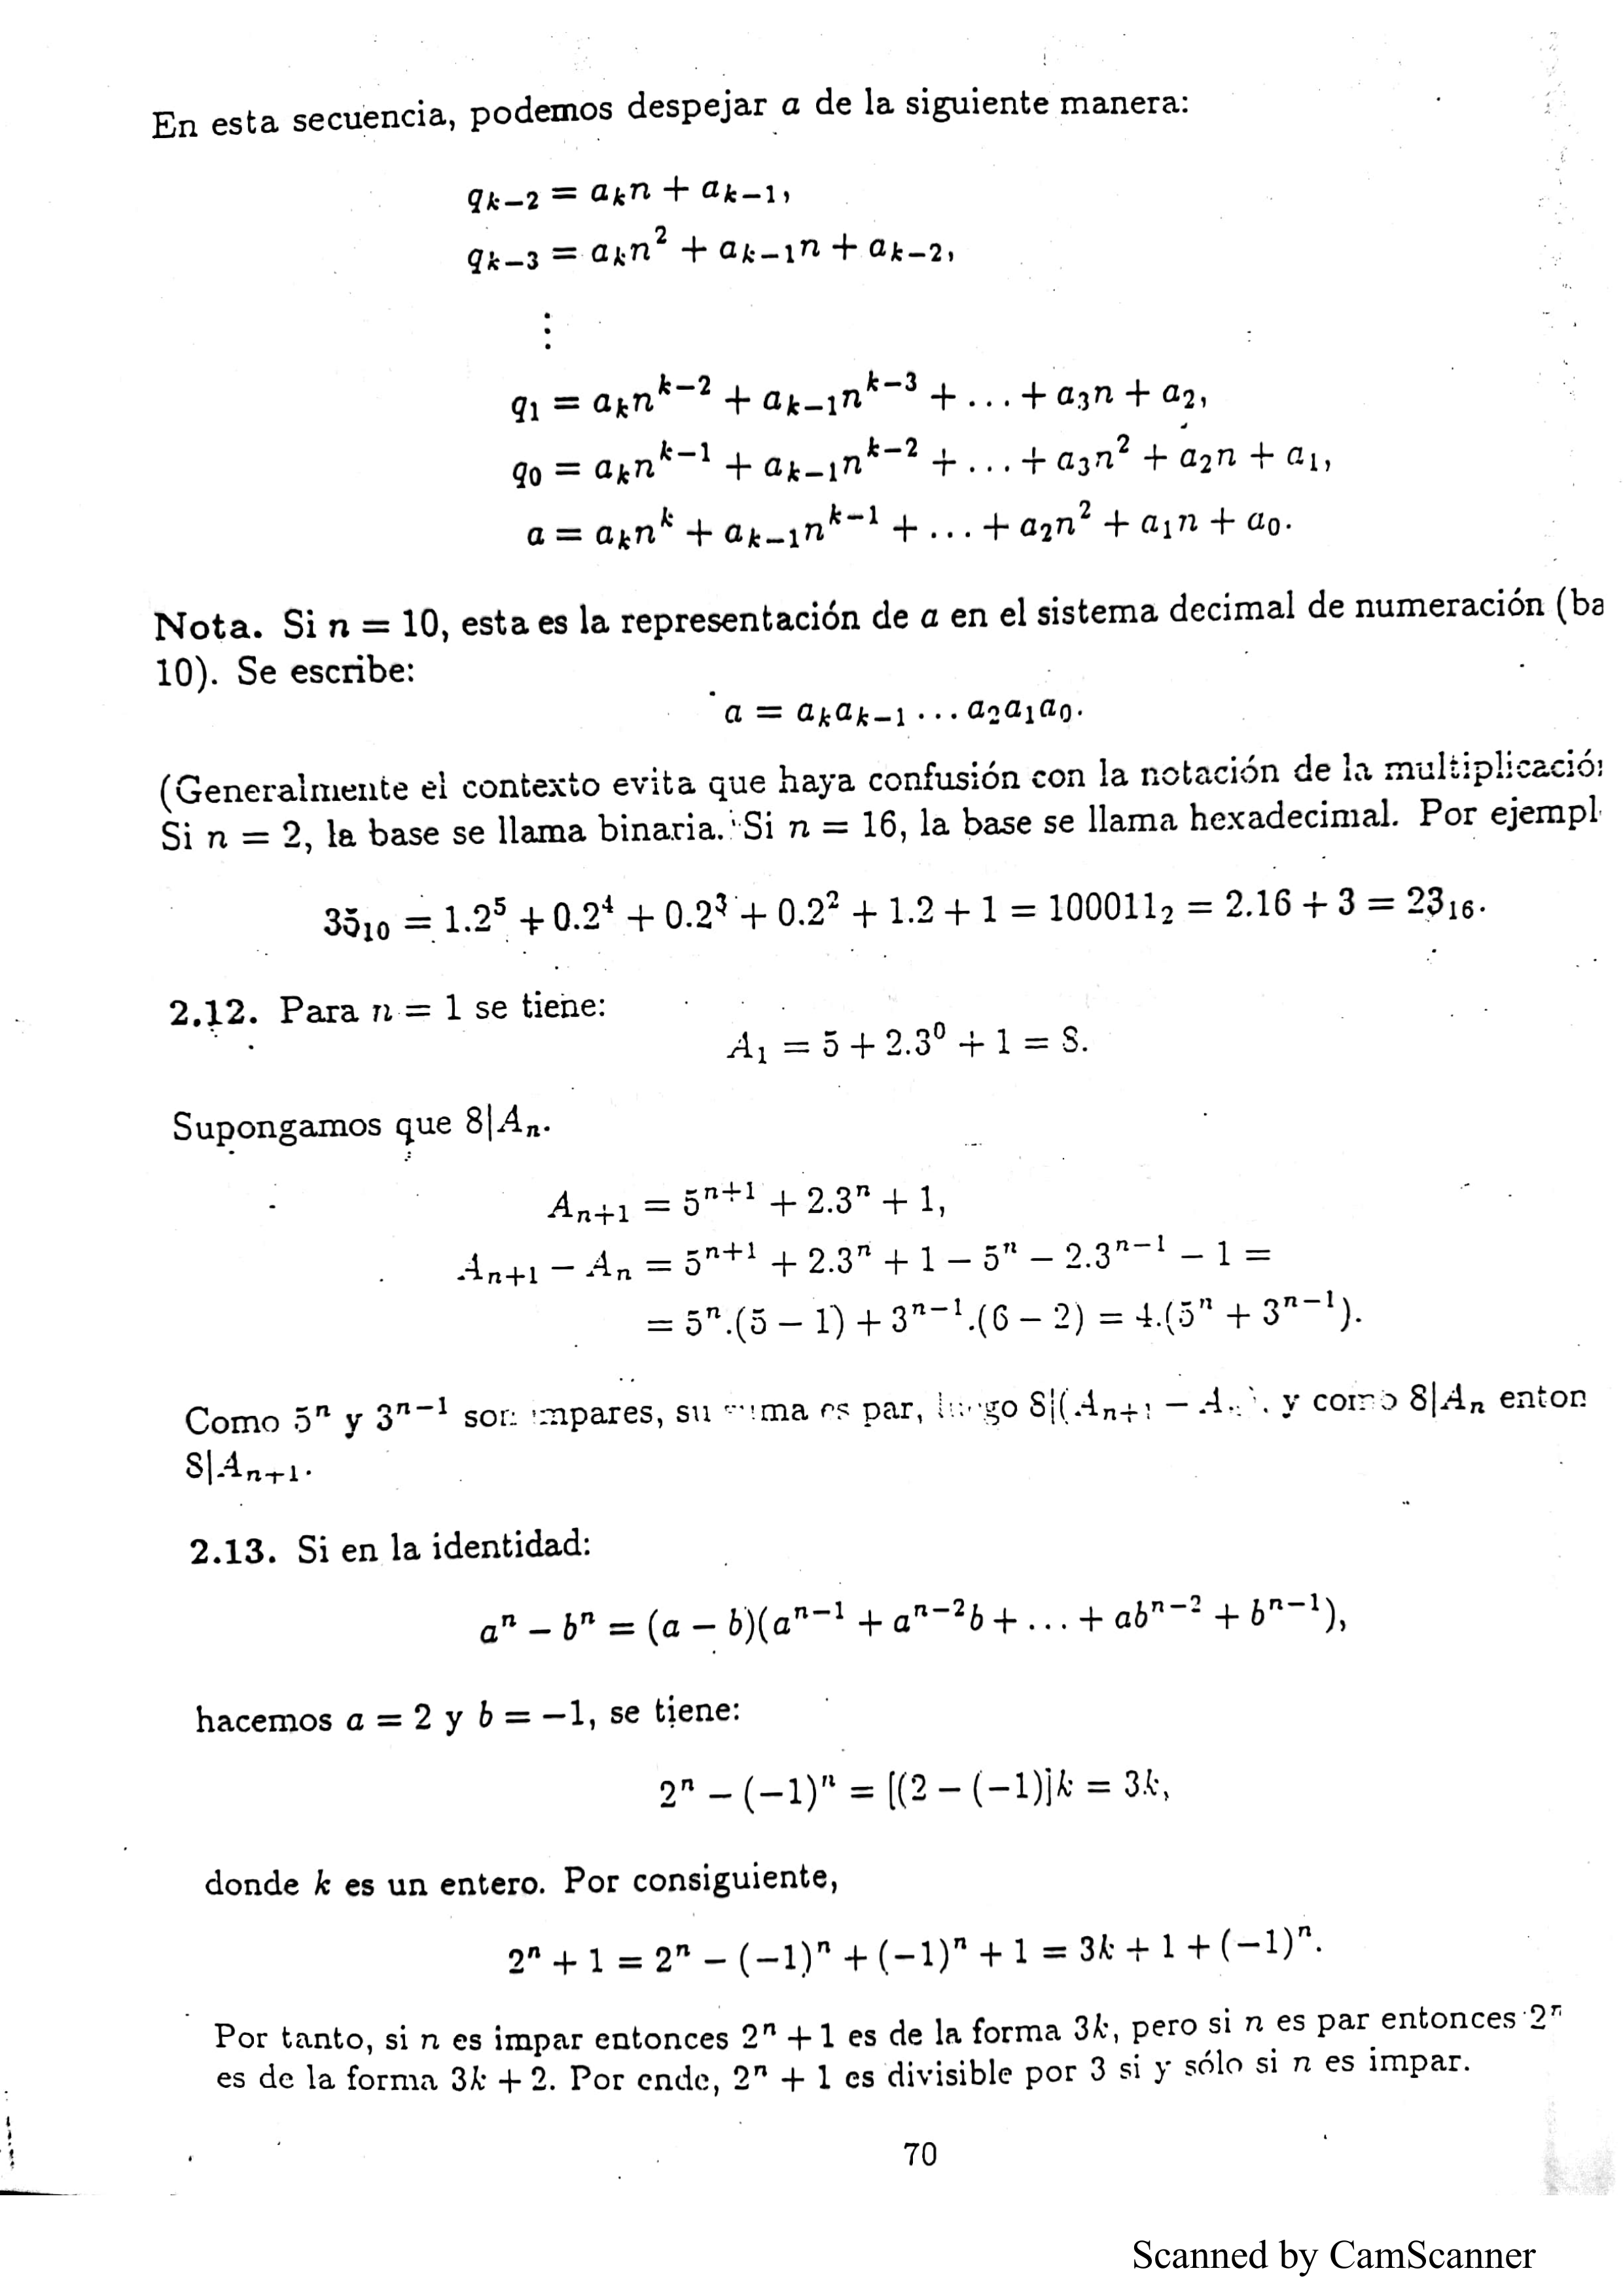 En esta secuencia, podemos despejar a de la siguiente manera:
q_{k-2} = a_k n + a_{k-1},
q_{k-3} = a_k n^2 + a_{k-1} n + a_{k-2},
⋮
q_1 = a_k n^{k-2} + a_{k-1} n^{k-3} + ... + a_3 n + a_2,
q_0 = a_k n^{k-1} + a_{k-1} n^{k-2} + ... + a_3 n^2 + a_2 n + a_1,
a = a_k n^k + a_{k-1} n^{k-1} + ... + a_2 n^2 + a_1 n + a_0.
Nota. Si n = 10, esta es la representación de a en el sistema decimal de numeración (ba
10). Se escribe:
a = a_k a_{k-1} ... a_2 a_1 a_0.
(Generalmente el contexto evita que haya confusión con la notación de la multiplicació
Si n = 2, la base se llama binaria. Si n = 16, la base se llama hexadecimal. Por ejempl
35_{10} = 1.2^5 + 0.2^4 + 0.2^3 + 0.2^2 + 1.2 + 1 = 100011_2 = 2.16 + 3 = 23_{16}.
2.12. Para n = 1 se tiene:
A_1 = 5 + 2.3^0 + 1 = 8.
Supongamos que 8|A_n.
A_{n+1} = 5^{n+1} + 2.3^n + 1,
A_{n+1} − A_n = 5^{n+1} + 2.3^n + 1 − 5^n − 2.3^{n-1} − 1 =
= 5^n.(5 − 1) + 3^{n-1}.(6 − 2) = 4.(5^n + 3^{n-1}).
Como 5^n y 3^{n-1} son impares, su suma es par, luego 8|(A_{n+1} − A_n), y como 8|A_n enton
8|A_{n+1}.
2.13. Si en la identidad:
a^n − b^n = (a − b)(a^{n-1} + a^{n-2}b + ... + ab^{n-2} + b^{n-1}),
hacemos a = 2 y b = −1, se tiene:
2^n − (−1)^n = [(2 − (−1)]k = 3k,
donde k es un entero. Por consiguiente,
2^n + 1 = 2^n − (−1)^n + (−1)^n + 1 = 3k + 1 + (−1)^n.
Por tanto, si n es impar entonces 2^n + 1 es de la forma 3k, pero si n es par entonces 2^n
es de la forma 3k + 2. Por ende, 2^n + 1 es divisible por 3 si y sólo si n es impar.
70
Scanned by CamScanner